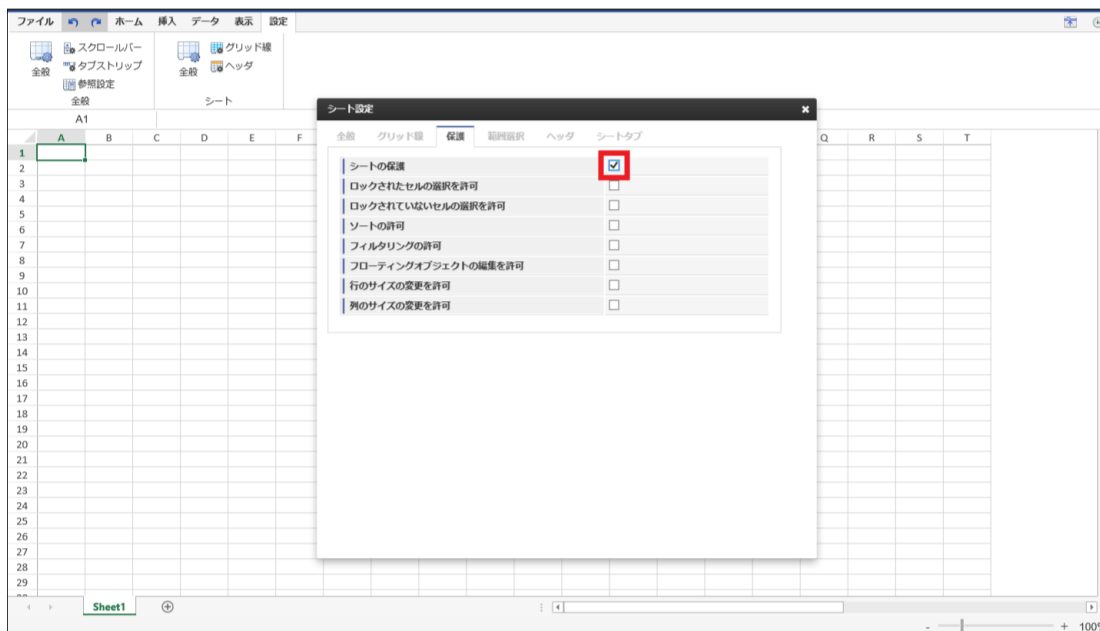 ファイル ホーム 挿入 データ 表示 設定
全般
スクロールバー
タブストリップ
参照設定
全般
全般
グリッド線
ヘッダ
シート
A1
A B C D E F Q R S T
シート設定
全般 グリッド線 保護 範囲選択 ヘッダ シートタブ
シートの保護
ロックされたセルの選択を許可
ロックされていないセルの選択を許可
ソートの許可
フィルタリングの許可
フローティングオブジェクトの編集を許可
行のサイズの変更を許可
列のサイズの変更を許可
1
2
3
4
5
6
7
8
9
10
11
12
13
14
15
16
17
18
19
20
21
22
23
24
25
26
27
28
29
Sheet1
- + 100%